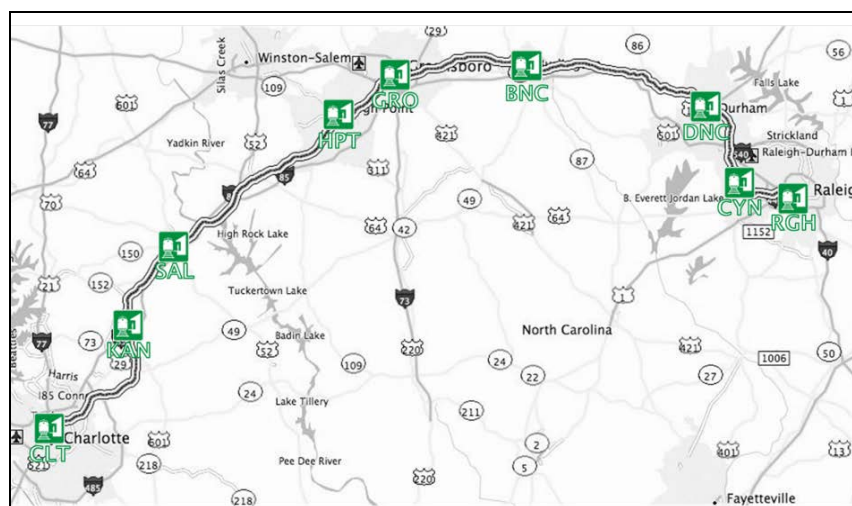 29
86
56
Silas Creek
Winston-Salem
Greensboro
GRO
BNC
109
Falls Lake
601
High Point
HPT
Durham
DNC
1
77
421
501
Strickland
Yadkin River
52
540
Raleigh-Durham
87
85
311
64
CYN
Raleigh
70
49
B. Everett Jordan Lake
RGH
64
42
421
64
High Rock Lake
1152
150
SAL
40
152
21
Tuckertown Lake
73
1
KAN
49
Badin Lake
North Carolina
77
73
52
220
421
29
109
24
1006
50
Harris
22
27
I85 Conn
24
Lake Tillery
211
CLT
Charlotte
601
2
521
218
Pee Dee River
5
401
13
485
220
218
Fayetteville